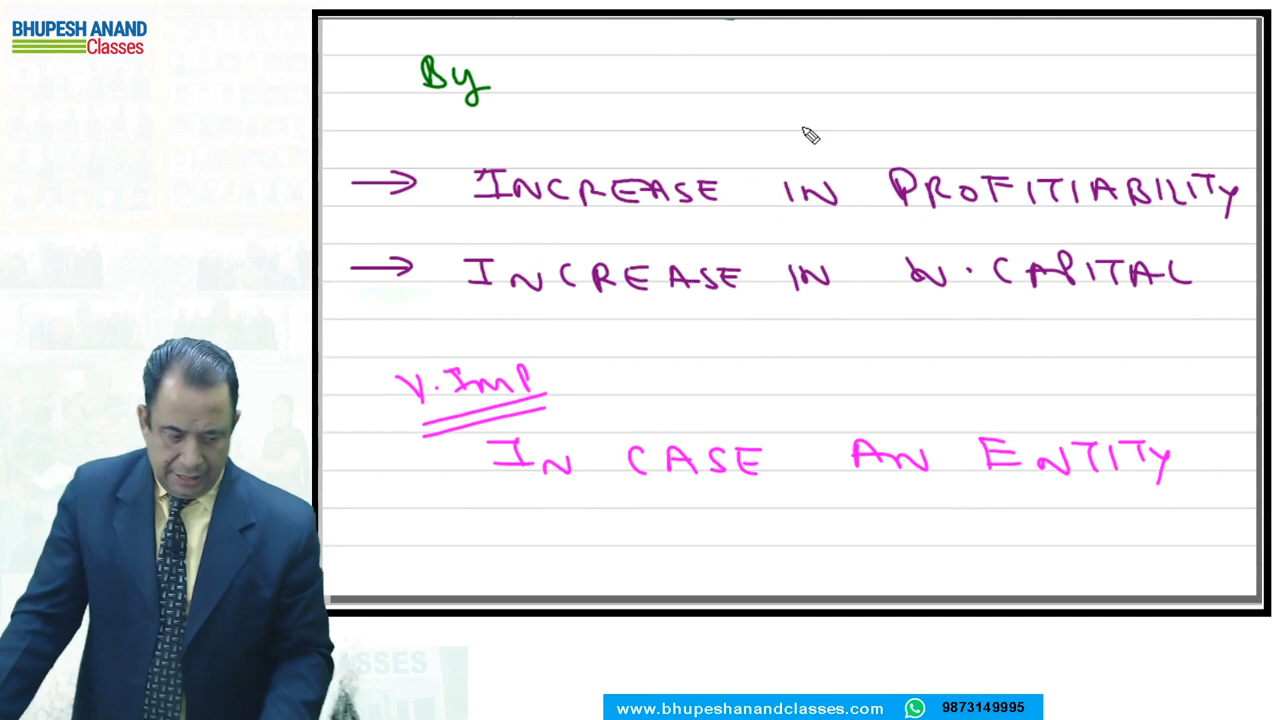 BHUPESH ANAND
Classes
By
→ INCREASE IN PROFITIABILITY
→ INCREASE IN W. CAPITAL
V. Imp
IN CASE AN ENTITY
CLASSES
www.bhupeshanandclasses.com 9873149995